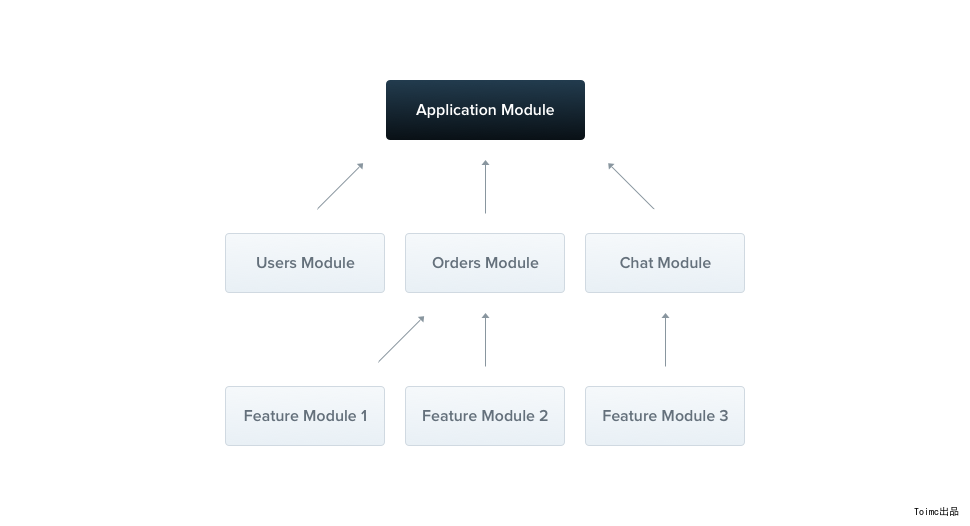 Application Module
Users Module
Orders Module
Chat Module
Feature Module 1
Feature Module 2
Feature Module 3
Toimc出品